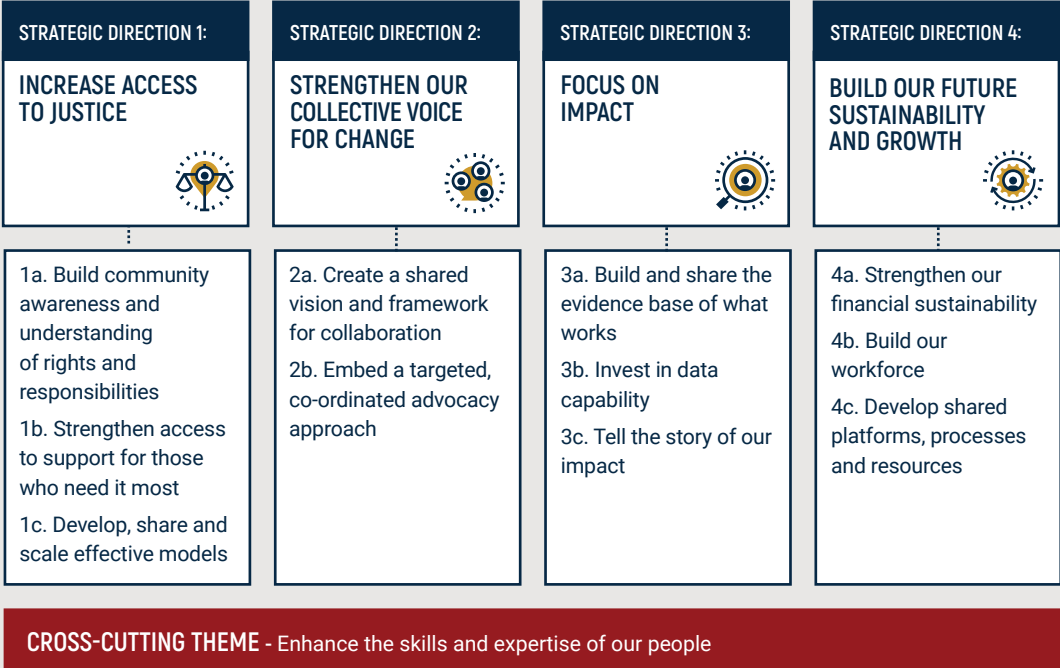 STRATEGIC DIRECTION 1:
INCREASE ACCESS
TO JUSTICE
1a. Build community
awareness and
understanding
of rights and
responsibilities
1b. Strengthen access
to support for those
who need it most
1c. Develop, share and
scale effective models
STRATEGIC DIRECTION 2:
STRENGTHEN OUR
COLLECTIVE VOICE
FOR CHANGE
2a. Create a shared
vision and framework
for collaboration
2b. Embed a targeted,
co-ordinated advocacy
approach
STRATEGIC DIRECTION 3:
FOCUS ON
IMPACT
3a. Build and share the
evidence base of what
works
3b. Invest in data
capability
3c. Tell the story of our
impact
STRATEGIC DIRECTION 4:
BUILD OUR FUTURE
SUSTAINABILITY
AND GROWTH
4a. Strengthen our
financial sustainability
4b. Build our
workforce
4c. Develop shared
platforms, processes
and resources
CROSS-CUTTING THEME - Enhance the skills and expertise of our people